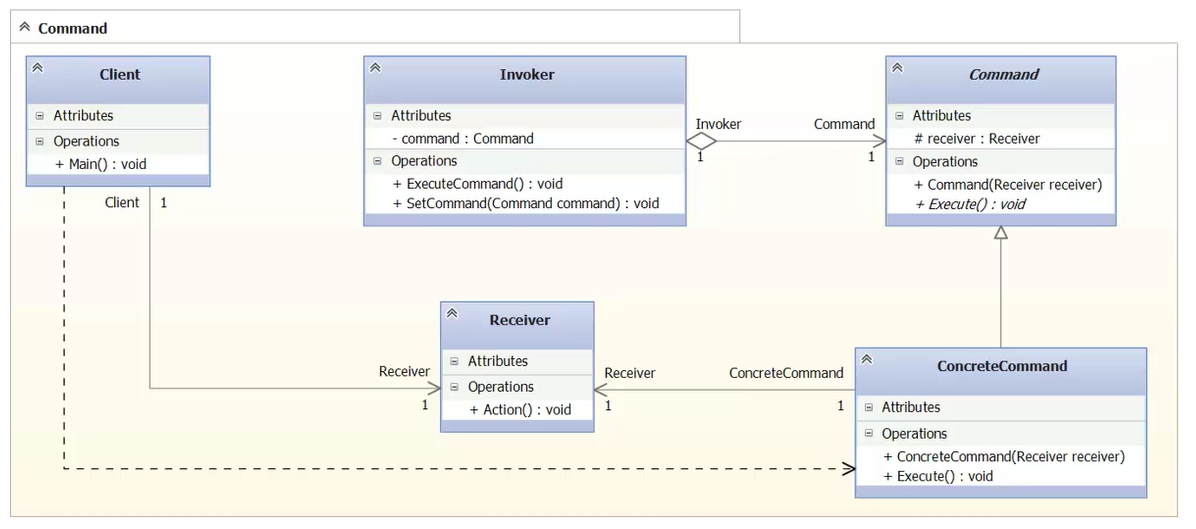 Command
Client
Attributes
Operations
+ Main() : void
Invoker
Attributes
- command : Command
Operations
+ ExecuteCommand() : void
+ SetCommand(Command command) : void
Command
Attributes
# receiver : Receiver
Operations
+ Command(Receiver receiver)
+ Execute() : void
Invoker
1
Command
1
Client
1
Receiver
1
Receiver
Attributes
Operations
+ Action() : void
Receiver
1
ConcreteCommand
1
ConcreteCommand
Attributes
Operations
+ ConcreteCommand(Receiver receiver)
+ Execute() : void